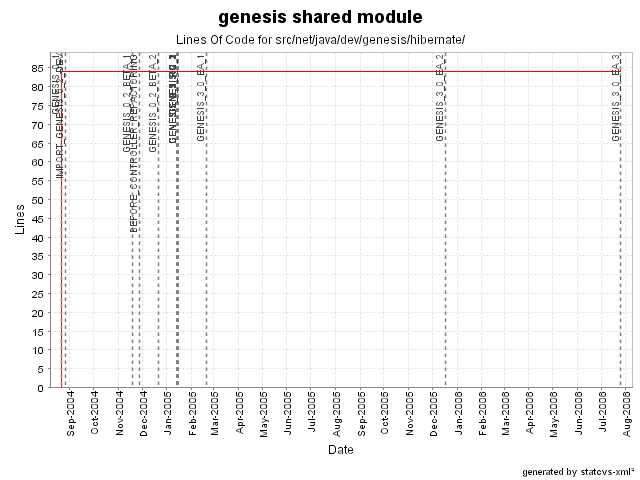 genesis shared module
Lines Of Code for src/net/java/dev/genesis/hibernate/
85
80
75
70
65
60
55
50
45
40
35
30
25
20
15
10
5
0
Lines
BEFORE_CONTROLLER_REFACTORING
GENESIS_0_2_BETA_1
GENESIS_0_2_BETA_2
GENESIS_3_0_EA_1
GENESIS_3_0_EA_2
GENESIS_3_0_EA_3
Sep-2004
Oct-2004
Nov-2004
Dec-2004
Jan-2005
Feb-2005
Mar-2005
Apr-2005
May-2005
Jun-2005
Jul-2005
Aug-2005
Sep-2005
Oct-2005
Nov-2005
Dec-2005
Jan-2006
Feb-2006
Mar-2006
Apr-2006
May-2006
Jun-2006
Jul-2006
Aug-2006
Date
generated by statcvs-xml²